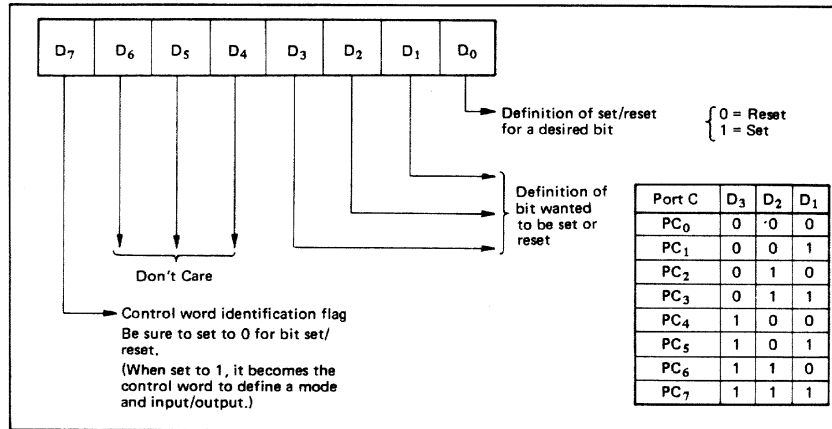 D7 D6 D5 D4 D3 D2 D1 D0
Definition of set/reset
for a desired bit
0 = Reset
1 = Set
Definition of
bit wanted
to be set or
reset
Don't Care
Control word identification flag
Be sure to set to 0 for bit set/
reset.
(When set to 1, it becomes the
control word to define a mode
and input/output.)
Port C D3 D2 D1
PC0 0 0 0
PC1 0 0 1
PC2 0 1 0
PC3 0 1 1
PC4 1 0 0
PC5 1 0 1
PC6 1 1 0
PC7 1 1 1